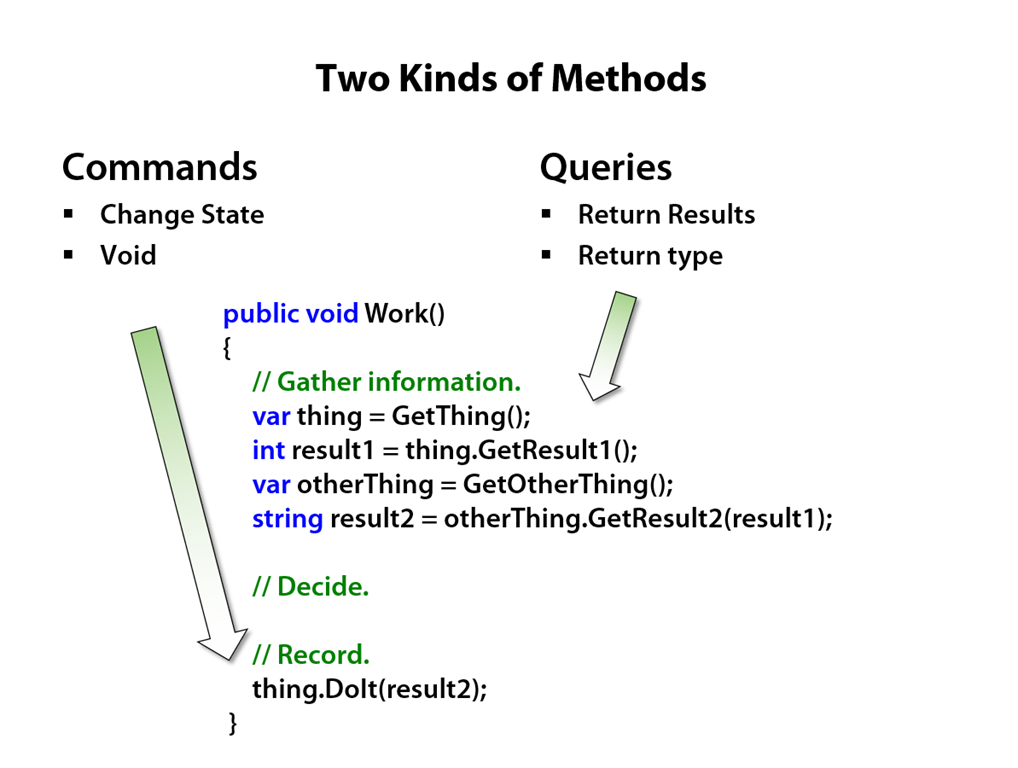 Two Kinds of Methods
Commands
▪ Change State
▪ Void
Queries
▪ Return Results
▪ Return type
public void Work()
{
// Gather information.
var thing = GetThing();
int result1 = thing.GetResult1();
var otherThing = GetOtherThing();
string result2 = otherThing.GetResult2(result1);
// Decide.
// Record.
thing.DoIt(result2);
}